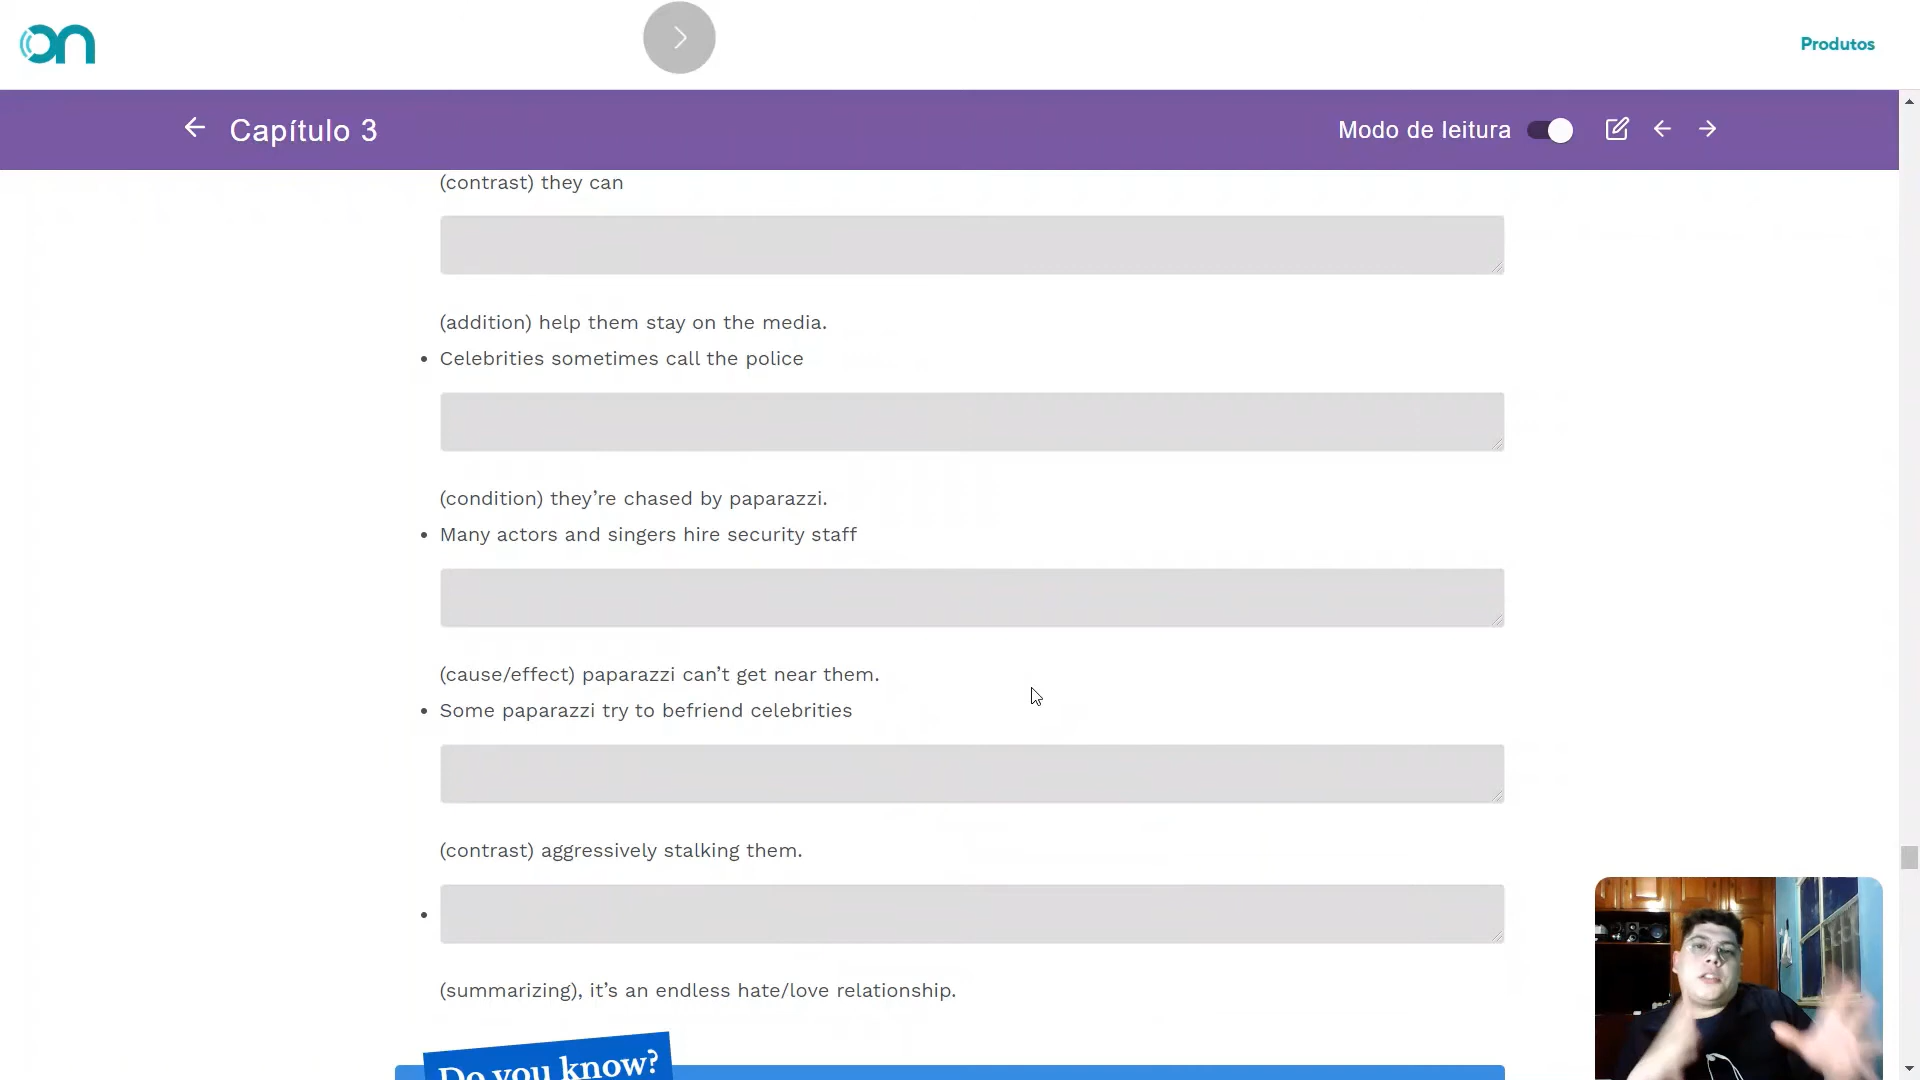 on
Produtos
Capítulo 3
Modo de leitura
(contrast) they can
(addition) help them stay on the media.
• Celebrities sometimes call the police
(condition) they’re chased by paparazzi.
• Many actors and singers hire security staff
(cause/effect) paparazzi can’t get near them.
• Some paparazzi try to befriend celebrities
(contrast) aggressively stalking them.
•
(summarizing), it’s an endless hate/love relationship.
Do you know?